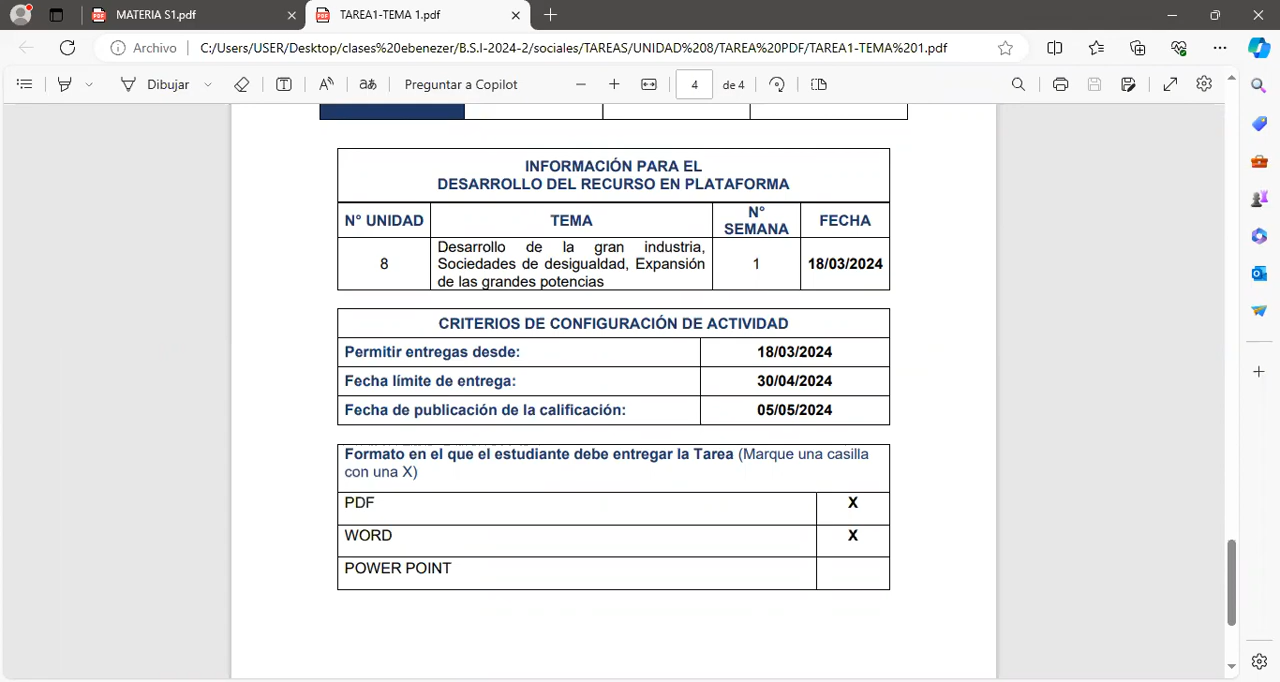 MATERIA S1.pdf
TAREA1-TEMA 1.pdf
Archivo
C:/Users/USER/Desktop/clases%20ebenezer/B.S.I-2024-2/sociales/TAREAS/UNIDAD%208/TAREA%20PDF/TAREA1-TEMA%201.pdf
Dibujar
Preguntar a Copilot
4
de 4
INFORMACIÓN PARA EL
DESARROLLO DEL RECURSO EN PLATAFORMA
N° UNIDAD
TEMA
N°
SEMANA
FECHA
8
Desarrollo de la gran industria,
Sociedades de desigualdad, Expansión
de las grandes potencias
1
18/03/2024
CRITERIOS DE CONFIGURACIÓN DE ACTIVIDAD
Permitir entregas desde:
18/03/2024
Fecha límite de entrega:
30/04/2024
Fecha de publicación de la calificación:
05/05/2024
Formato en el que el estudiante debe entregar la Tarea (Marque una casilla
con una X)
PDF
X
WORD
X
POWER POINT